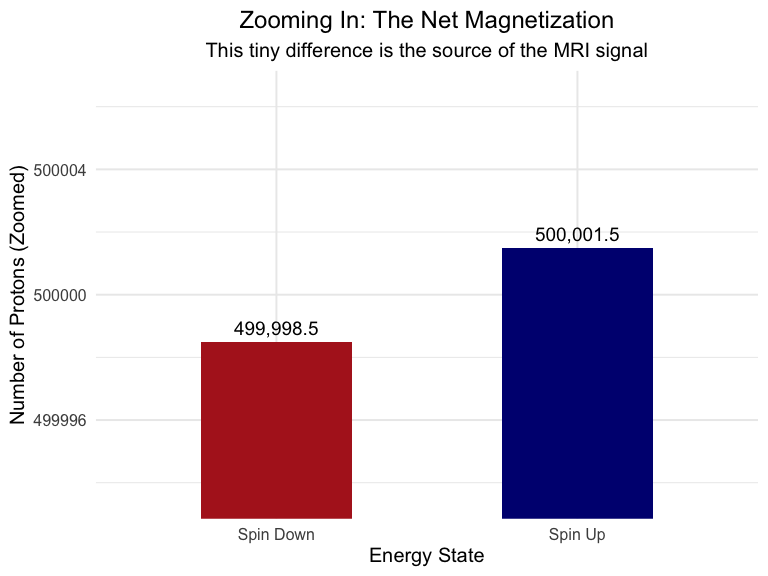 Zooming In: The Net Magnetization
This tiny difference is the source of the MRI signal
Number of Protons (Zoomed)
500004
500000
499996
499,998.5
500,001.5
Spin Down
Spin Up
Energy State